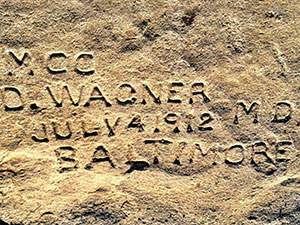 MCC
D. WAGNER
JULY 4 1912 MD
BALTIMORE